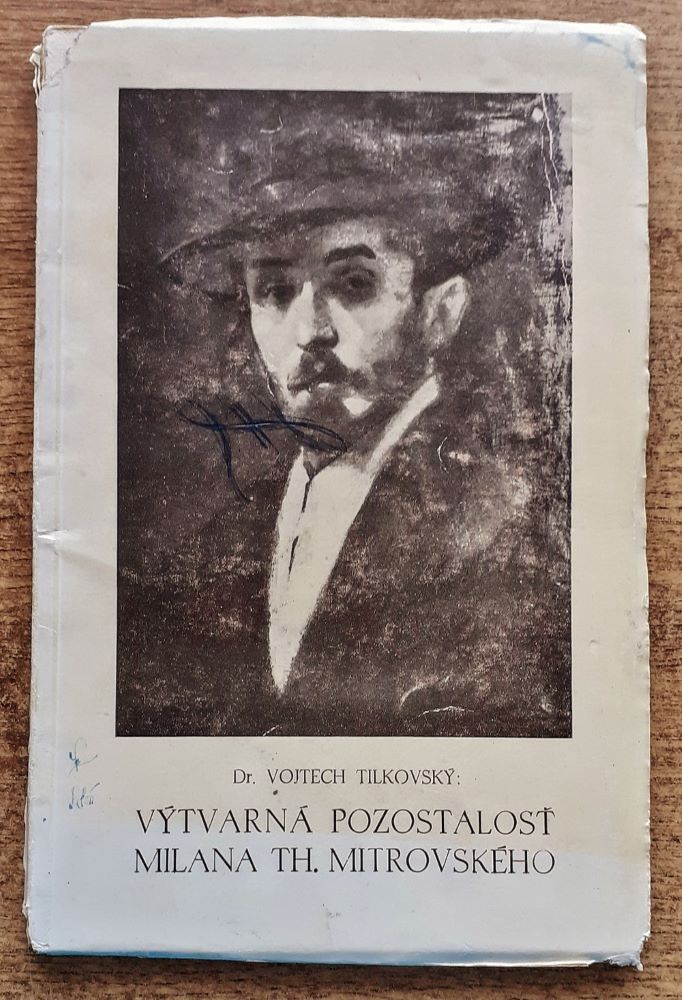 Dr. VOJTECH TILKOVSKÝ:
VÝTVARNÁ POZOSTALOSŤ
MILANA TH. MITROVSKÉHO